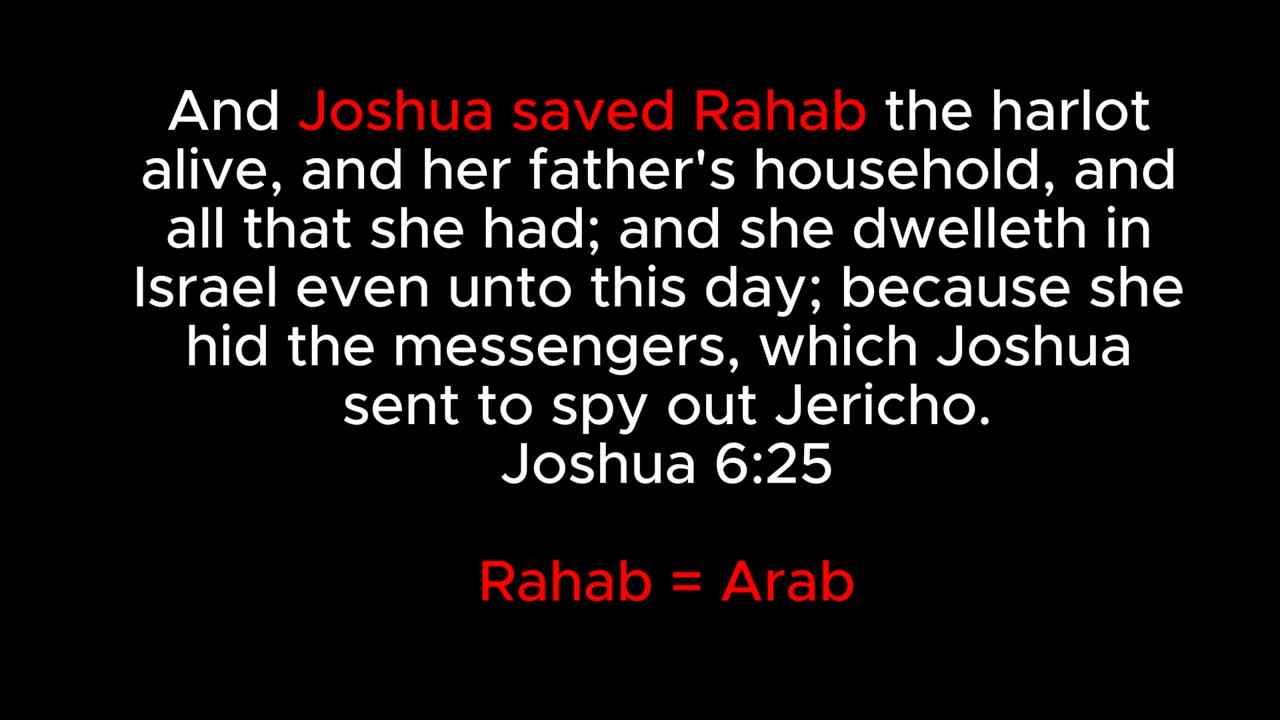 And Joshua saved Rahab the harlot
alive, and her father's household, and
all that she had; and she dwelleth in
Israel even unto this day; because she
hid the messengers, which Joshua
sent to spy out Jericho.
Joshua 6:25
Rahab = Arab